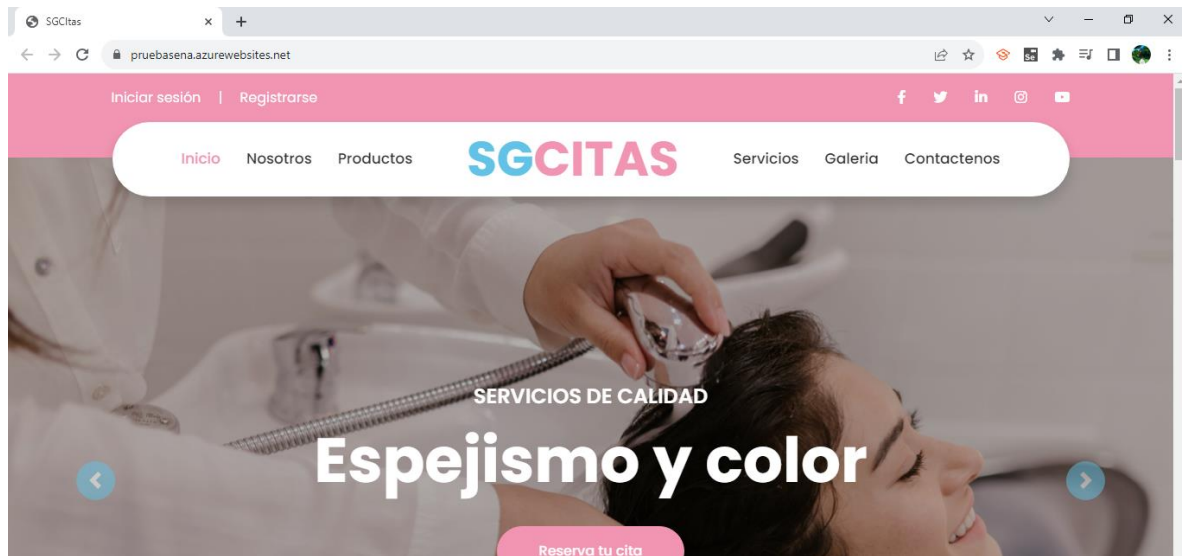 SGCItas
pruebasena.azurewebsites.net
Iniciar sesión | Registrarse
Inicio Nosotros Productos SGCITAS Servicios Galeria Contactenos
SERVICIOS DE CALIDAD
Espejismo y color
Reserva tu cita